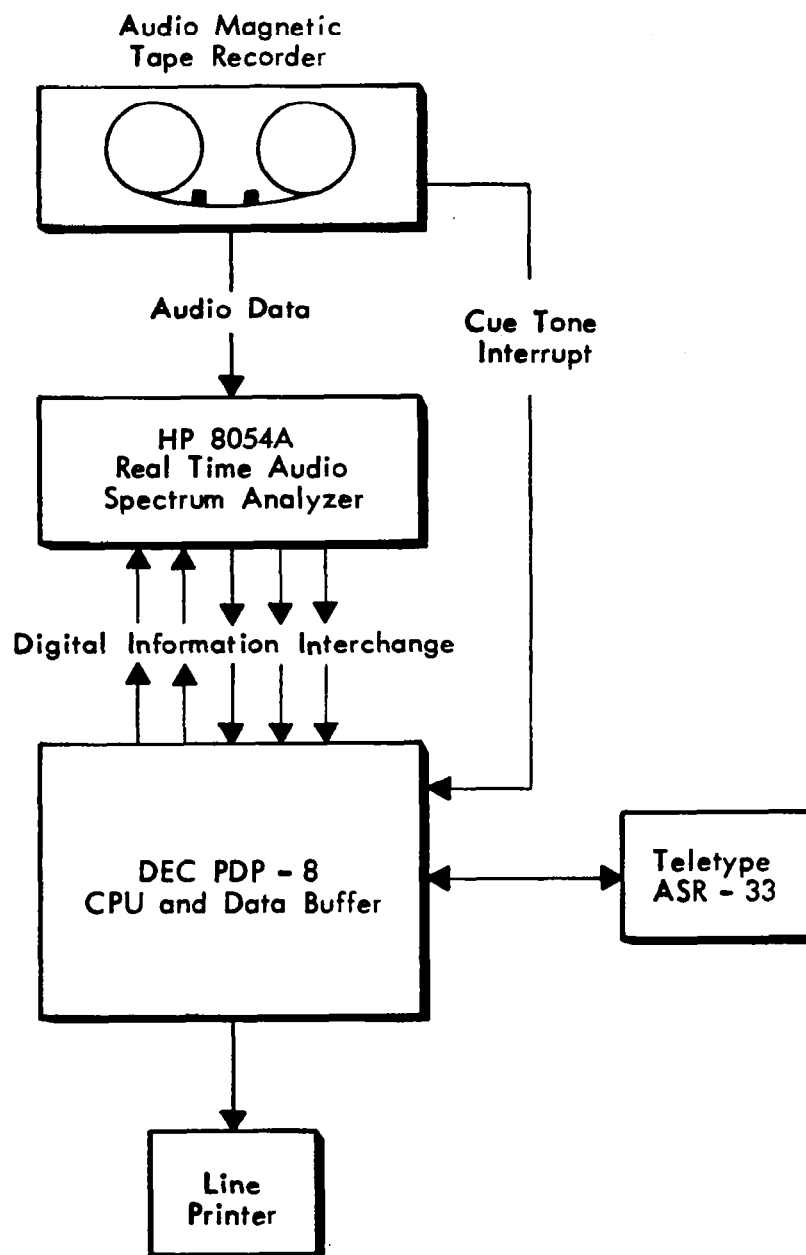 Audio Magnetic
Tape Recorder
Audio Data
Cue Tone
Interrupt
HP 8054A
Real Time Audio
Spectrum Analyzer
Digital Information Interchange
DEC PDP - 8
CPU and Data Buffer
Teletype
ASR - 33
Line
Printer